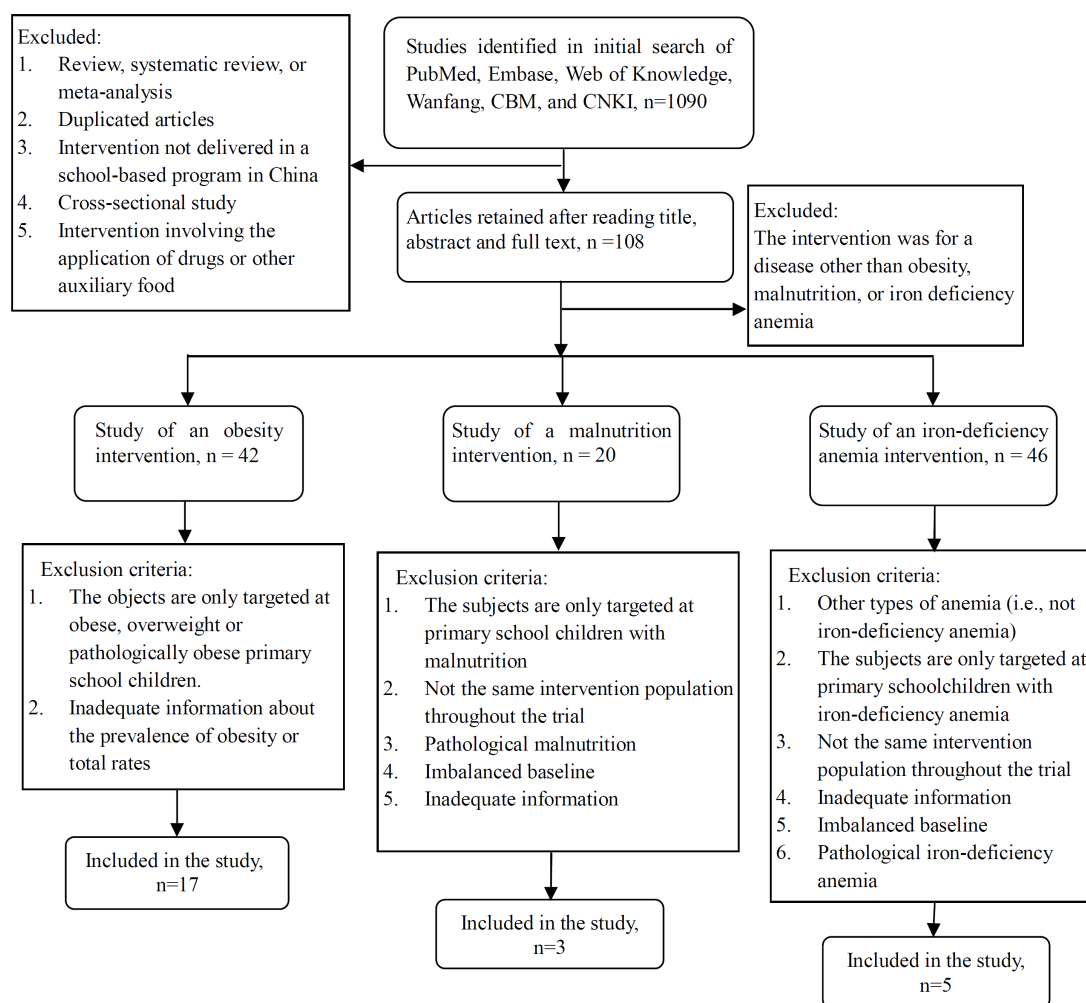 Excluded:
1. Review, systematic review, or
meta-analysis
2. Duplicated articles
3. Intervention not delivered in a
school-based program in China
4. Cross-sectional study
5. Intervention involving the
application of drugs or other
auxiliary food
Studies identified in initial search of
PubMed, Embase, Web of Knowledge,
Wanfang, CBM, and CNKI, n=1090
Articles retained after reading title,
abstract and full text, n =108
Excluded:
The intervention was for a
disease other than obesity,
malnutrition, or iron deficiency
anemia
Study of an obesity
intervention, n = 42
Study of a malnutrition
intervention, n = 20
Study of an iron-deficiency
anemia intervention, n = 46
Exclusion criteria:
1. The objects are only targeted at
obese, overweight or
pathologically obese primary
school children.
2. Inadequate information about
the prevalence of obesity or
total rates
Exclusion criteria:
1. The subjects are only targeted at
primary school children with
malnutrition
2. Not the same intervention population
throughout the trial
3. Pathological malnutrition
4. Imbalanced baseline
5. Inadequate information
Exclusion criteria:
1. Other types of anemia (i.e., not
iron-deficiency anemia)
2. The subjects are only targeted at
primary schoolchildren with
iron-deficiency anemia
3. Not the same intervention
population throughout the trial
4. Inadequate information
5. Imbalanced baseline
6. Pathological iron-deficiency
anemia
Included in the study,
n=17
Included in the study,
n=3
Included in the study,
n=5